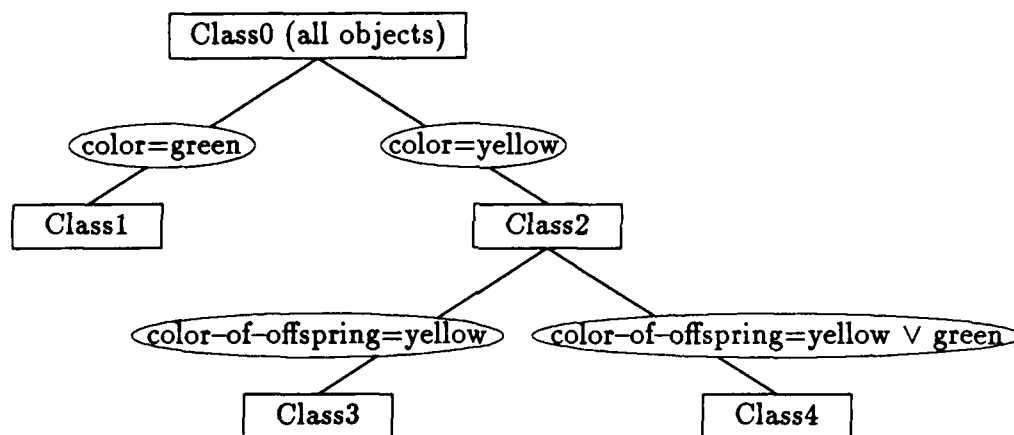 Class0 (all objects)
color=green
color=yellow
Class1
Class2
color-of-offspring=yellow
color-of-offspring=yellow ∨ green
Class3
Class4